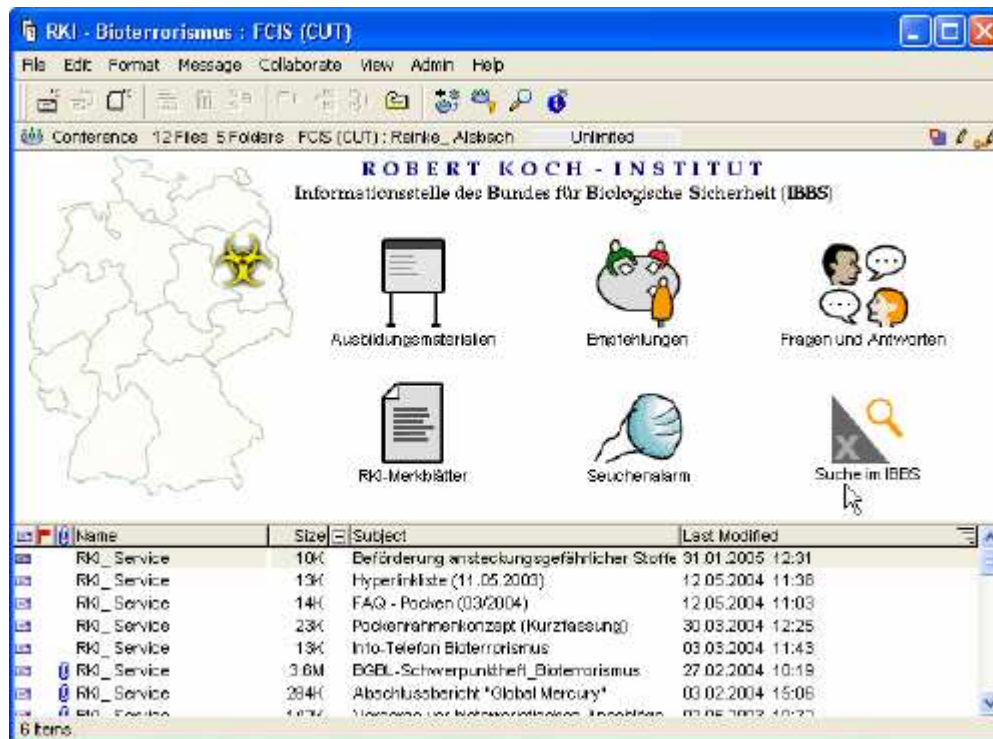 RKI - Bioterrorismus : FCIS (CUT)
File Edit Format Message Collaborate View Admin Help
Conference 12 Files 5 Folders FCIS (CUT) : Reinke_ Alsbach Unlimited
ROBERT KOCH - INSTITUT
Informationsstelle des Bundes für Biologische Sicherheit (IBBS)
Ausbildungsmaterialien Empfehlungen Fragen und Antworten
RKI-Merkblätter Seuchenalarm Suche im IBBS
Name Size Subject Last Modified
RKI_ Service 10K Beförderung ansteckungsgefährlicher Stoffe 31.01.2005 12:31
RKI_ Service 13K Hyperlinkliste (11.05.2003) 12.05.2004 11:38
RKI_ Service 14K FAQ - Pocken (03/2004) 12.05.2004 11:03
RKI_ Service 23K Pockenrahmenkonzept (Kurzfassung) 30.03.2004 12:25
RKI_ Service 13K Info-Telefon Bioterrorismus 03.03.2004 11:43
RKI_ Service 3.6M BGBL-Schwerpunktheft_Bioterrorismus 27.02.2004 10:19
RKI_ Service 284K Abschlussbericht "Global Mercury" 03.02.2004 15:06
RKI_ Service
6 Items